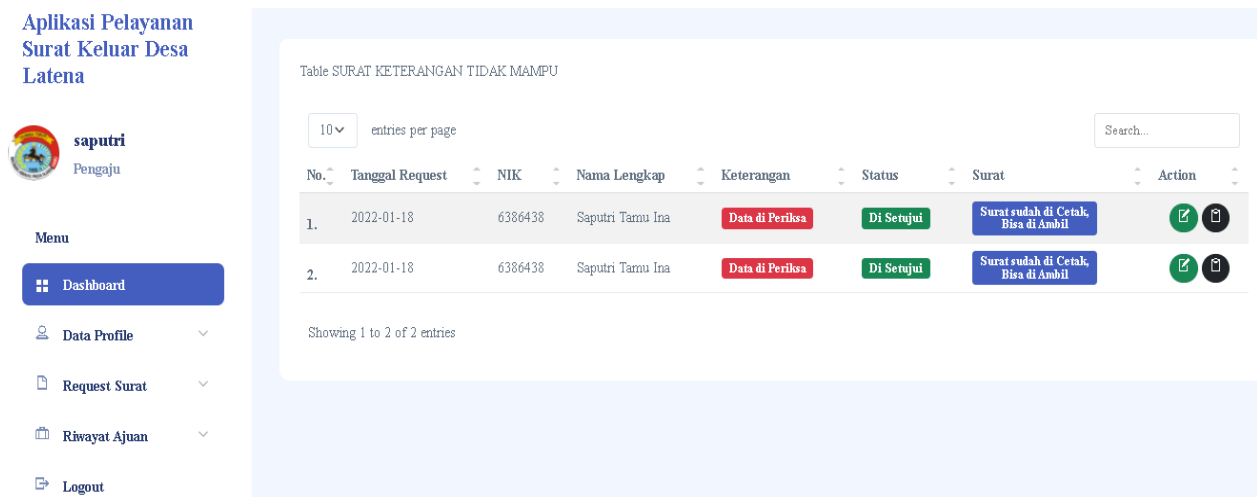 Aplikasi Pelayanan
Surat Keluar Desa
Latena
saputri
Pengaju
Menu
Dashboard
Data Profile
Request Surat
Riwayat Ajuan
Logout
Table SURAT KETERANGAN TIDAK MAMPU
10 entries per page
Search...
No. Tanggal Request NIK Nama Lengkap Keterangan Status Surat Action
1. 2022-01-18 6386438 Saputri Tamu Ina Data di Periksa Di Setujui Surat sudah di Cetak,
Bisa di Ambil
2. 2022-01-18 6386438 Saputri Tamu Ina Data di Periksa Di Setujui Surat sudah di Cetak,
Bisa di Ambil
Showing 1 to 2 of 2 entries